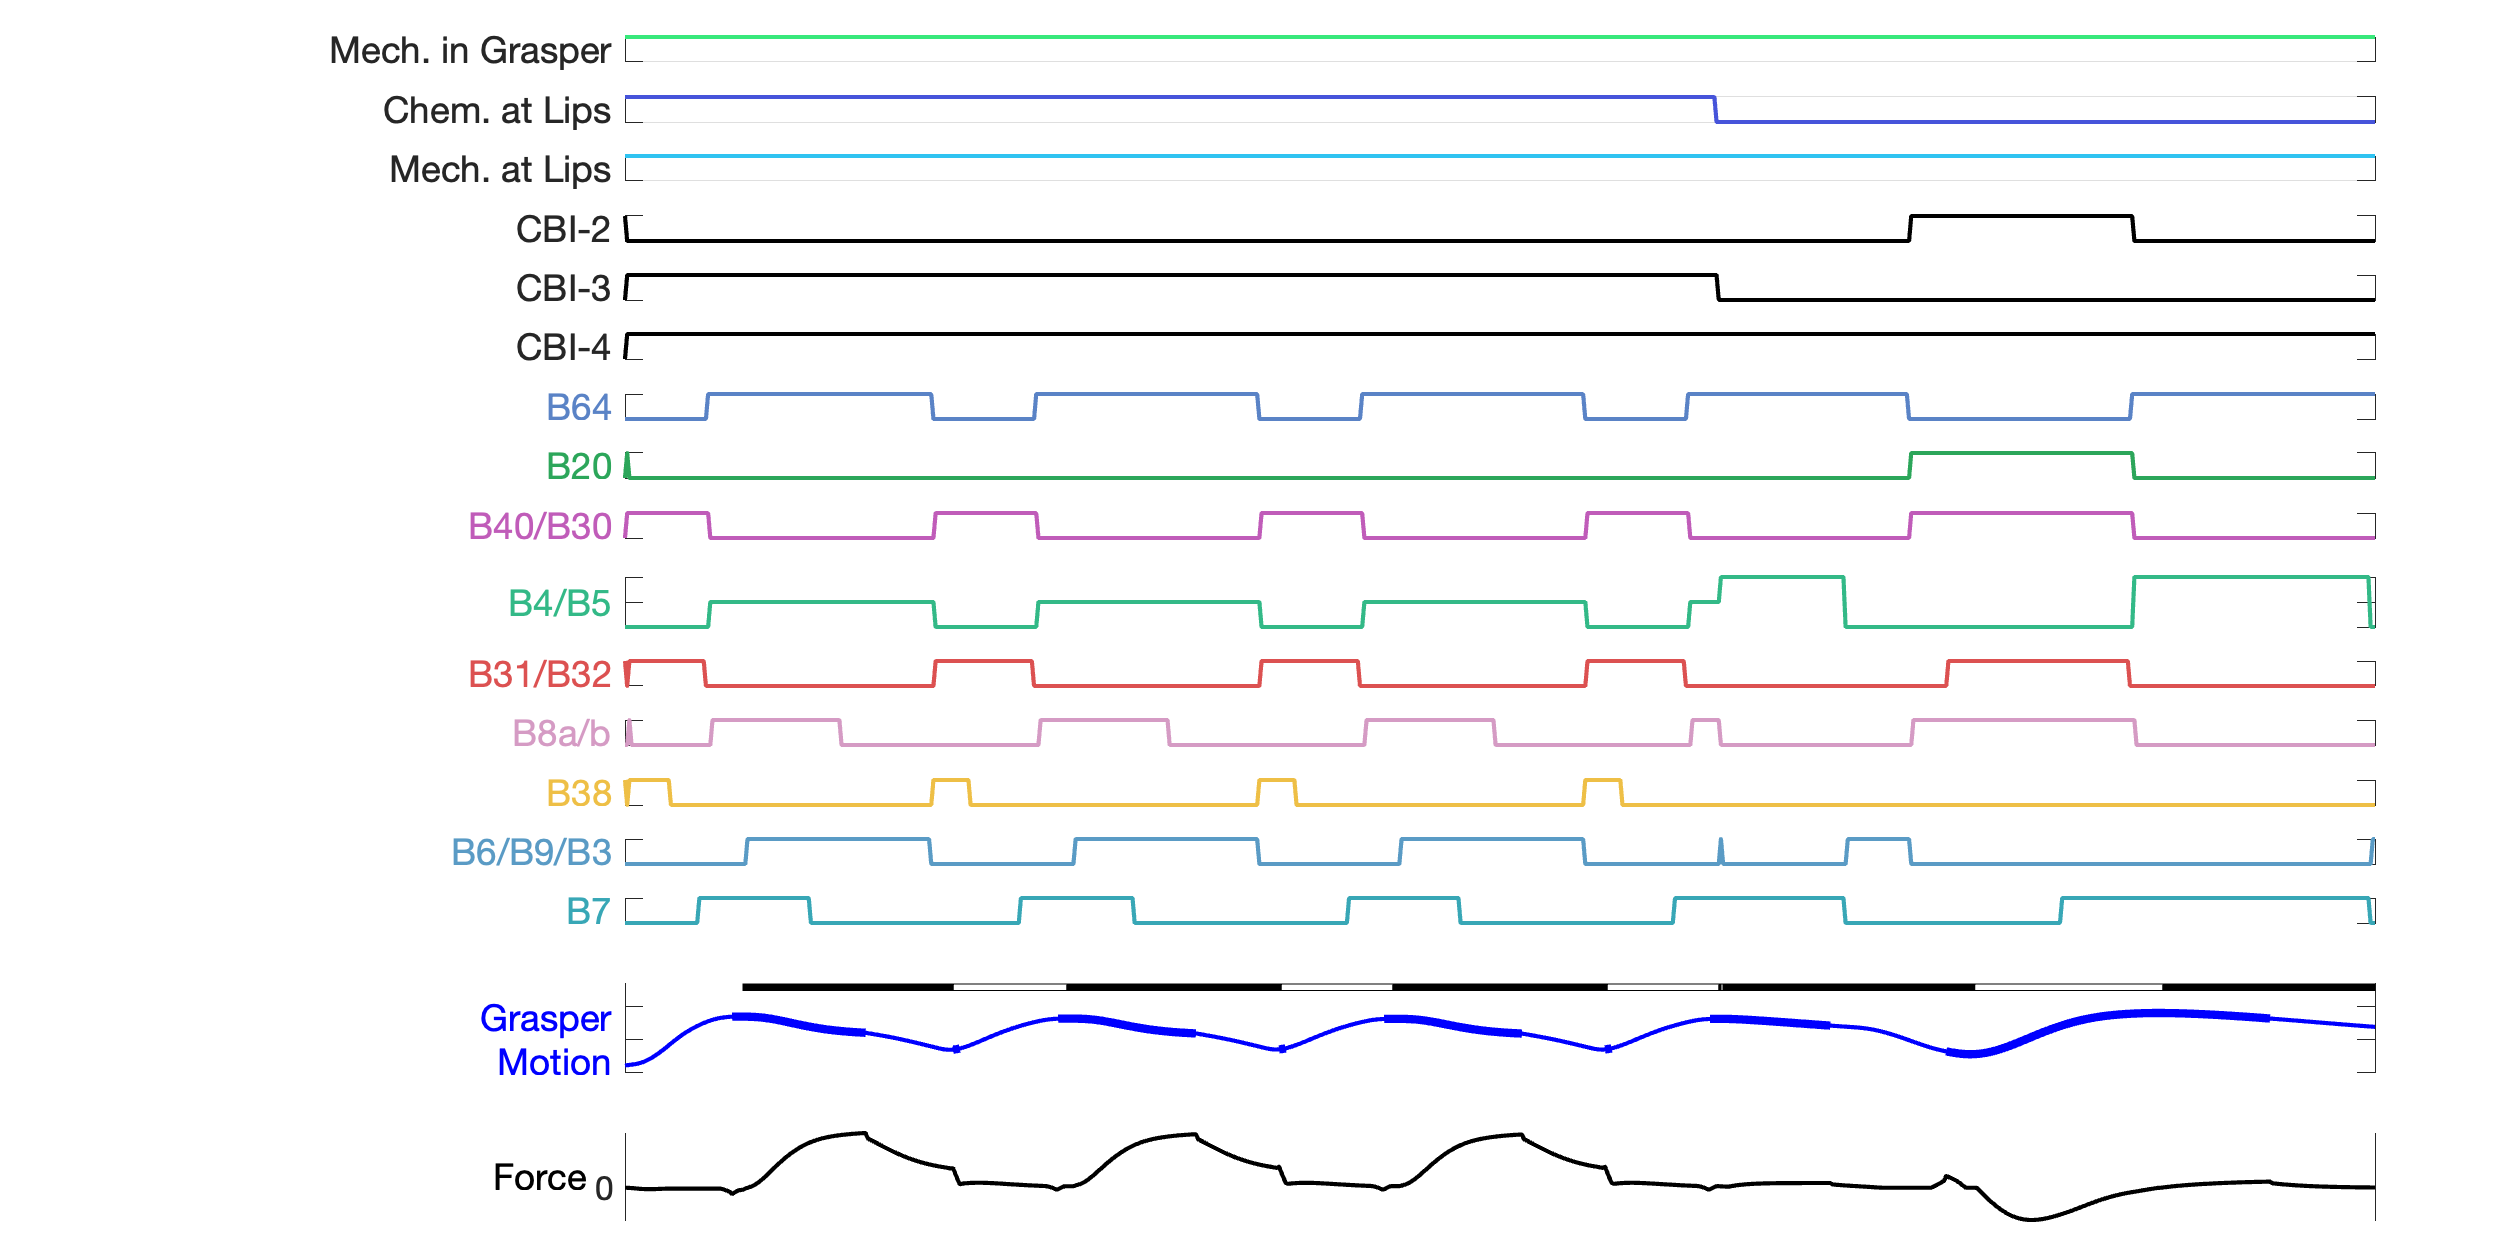 Mech. in Grasper
Chem. at Lips
Mech. at Lips
CBI-2
CBI-3
CBI-4
B64
B20
B40/B30
B4/B5
B31/B32
B8a/b
B38
B6/B9/B3
B7
Grasper
Motion
Force 0